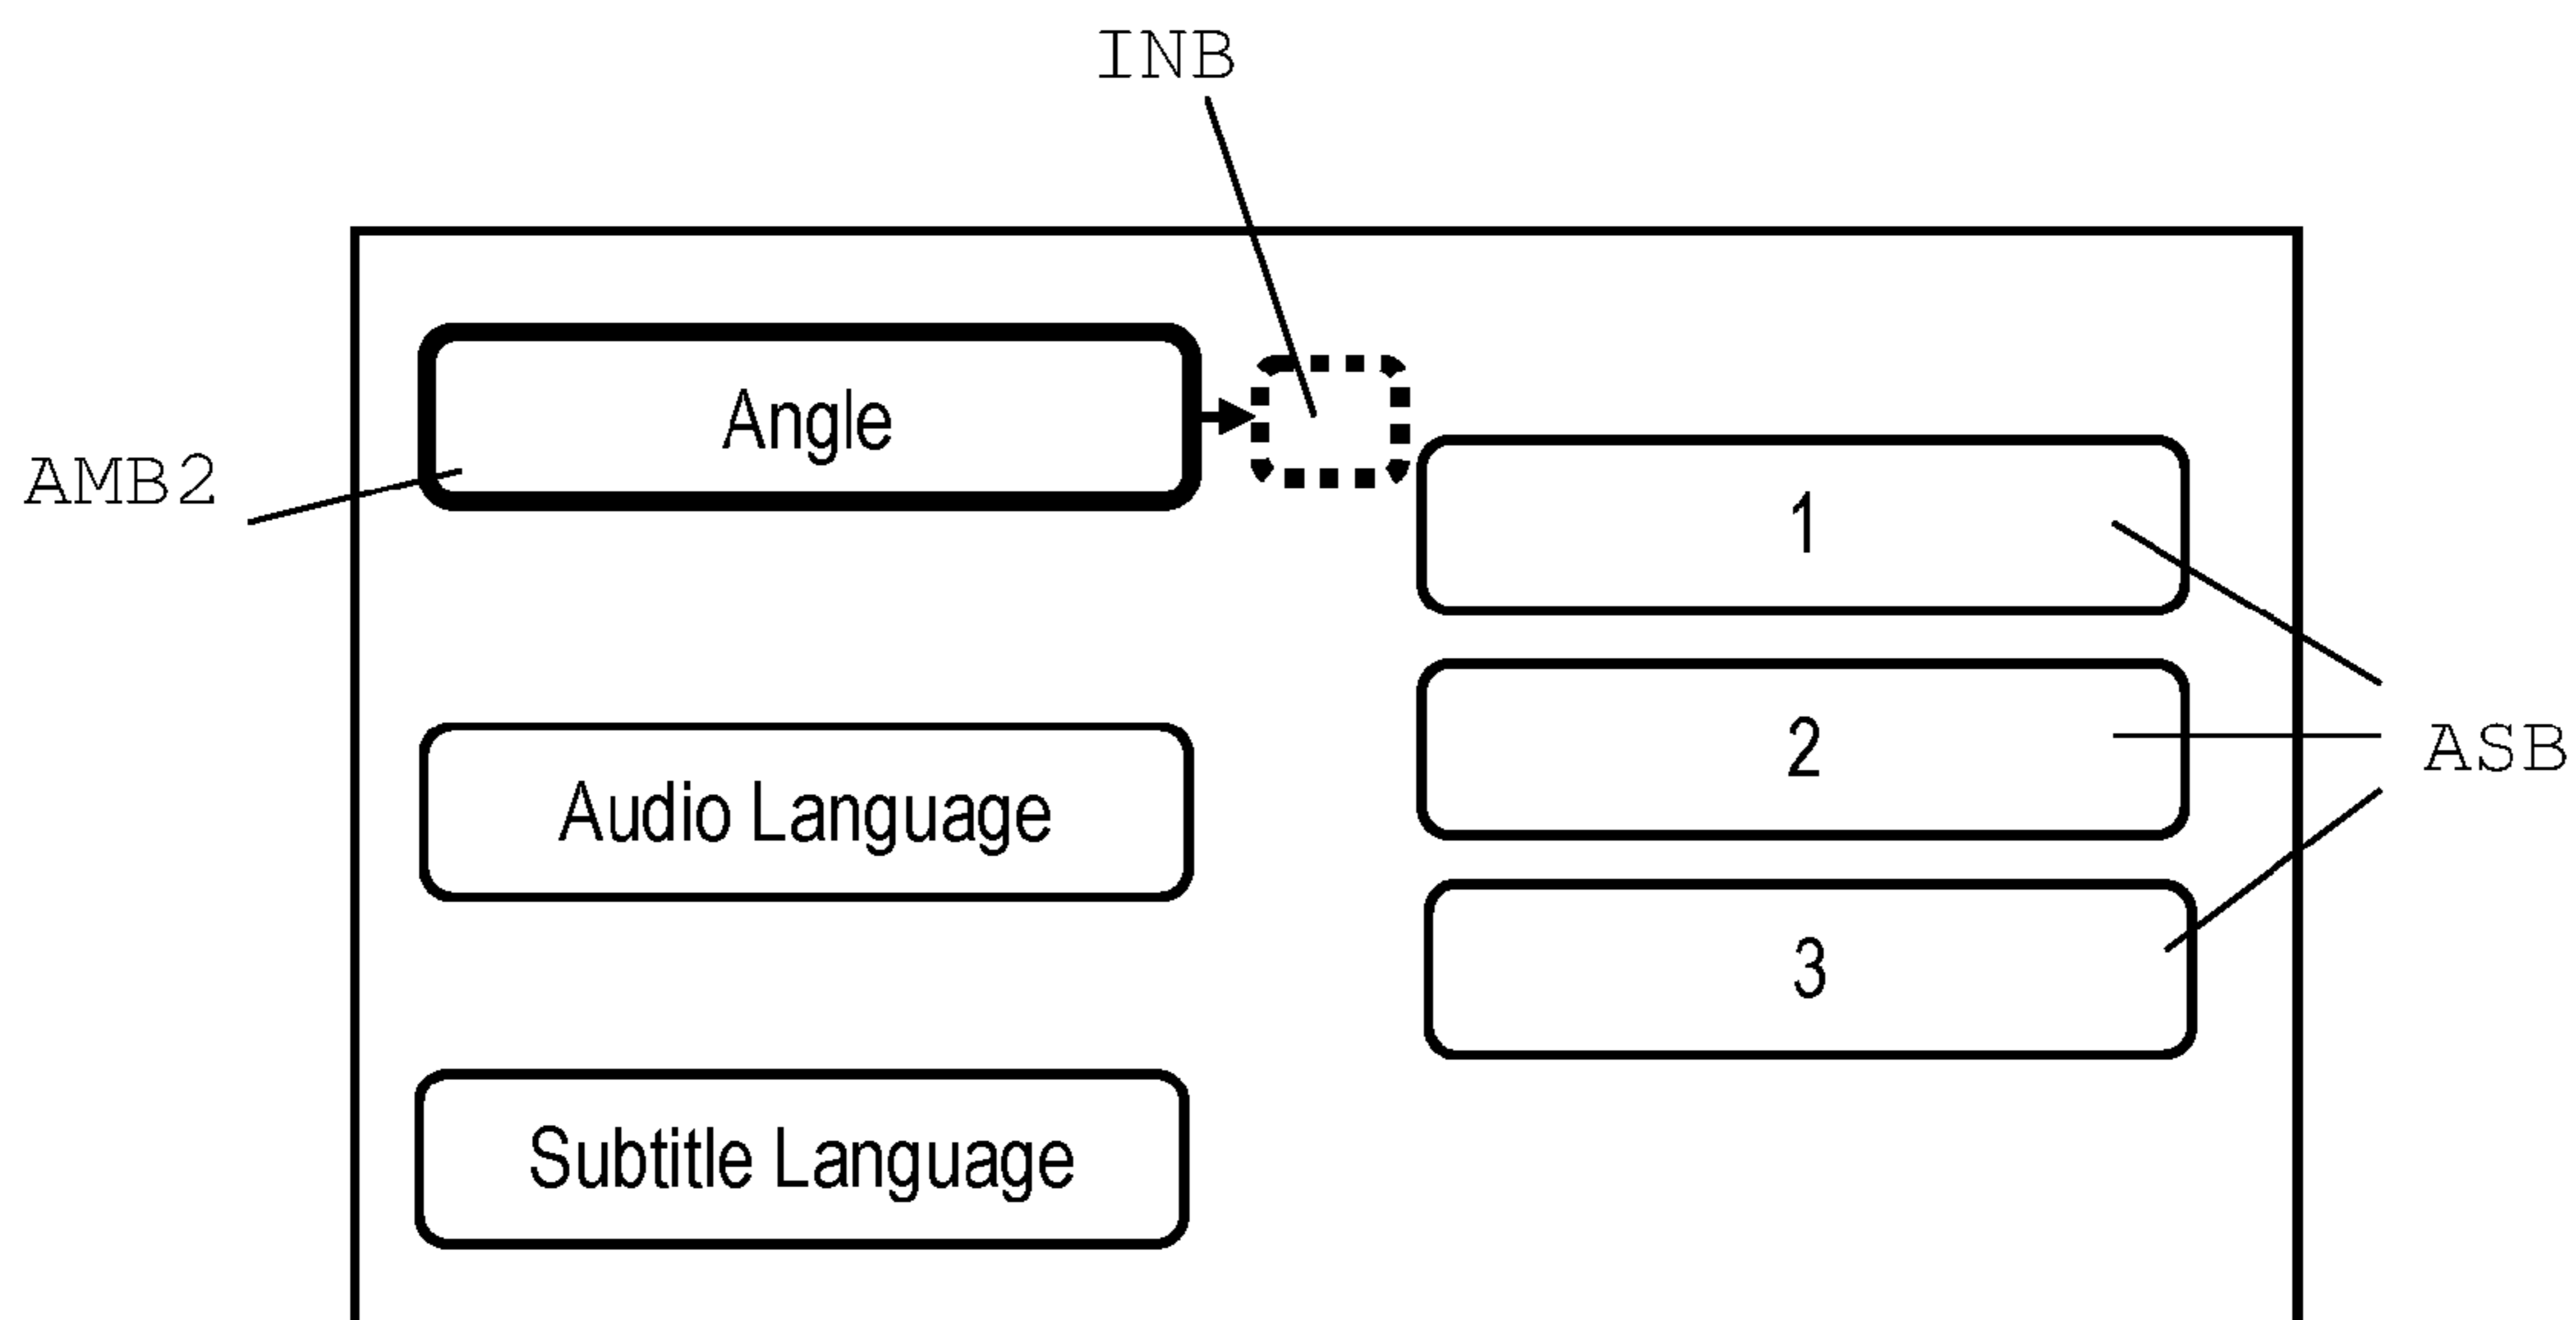 INB
Angle
AMB2
1
2
ASB
Audio Language
3
Subtitle Language